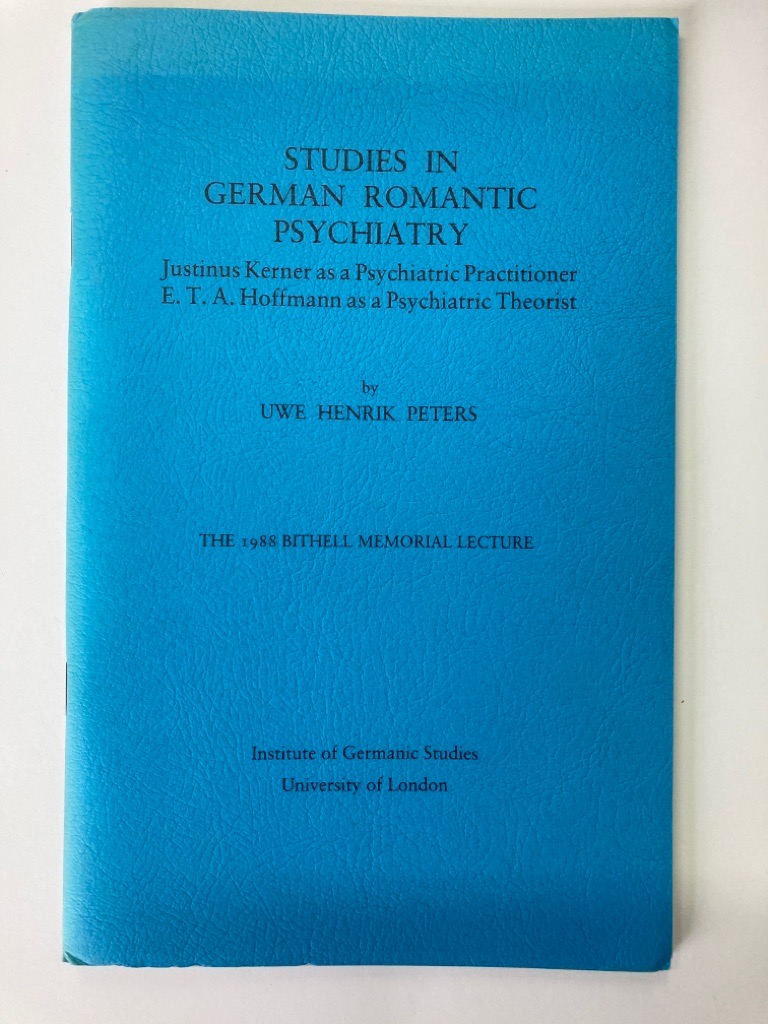 STUDIES IN
GERMAN ROMANTIC
PSYCHIATRY
Justinus Kerner as a Psychiatric Practitioner
E. T. A. Hoffmann as a Psychiatric Theorist
by
UWE HENRIK PETERS
THE 1988 BITHELL MEMORIAL LECTURE
Institute of Germanic Studies
University of London